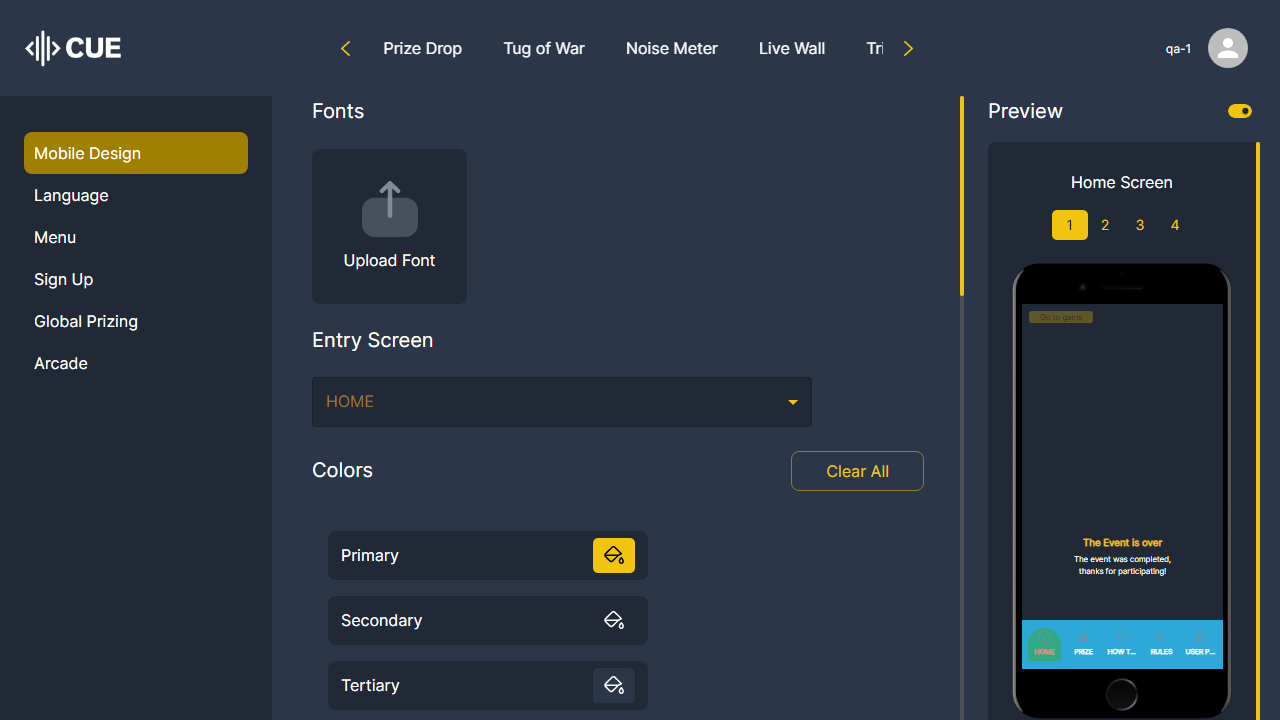 CUE
Prize Drop
Tug of War
Noise Meter
Live Wall
Tri
qa-1
Mobile Design
Language
Menu
Sign Up
Global Prizing
Arcade
Fonts
Upload Font
Entry Screen
HOME
Colors
Clear All
Primary
Secondary
Tertiary
Preview
Home Screen
1 2 3 4
Go to game
The Event is over
The event was completed,
thanks for participating!
HOME PRIZE HOW T... RULES USER P...